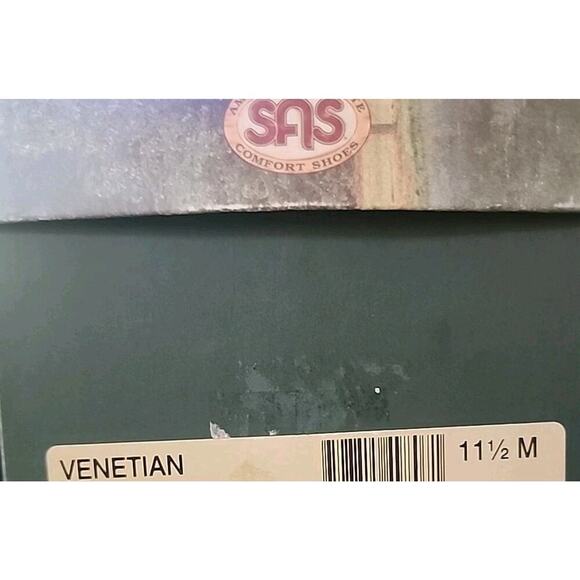 SAS
COMFORT SHOES
VENETIAN
11½ M